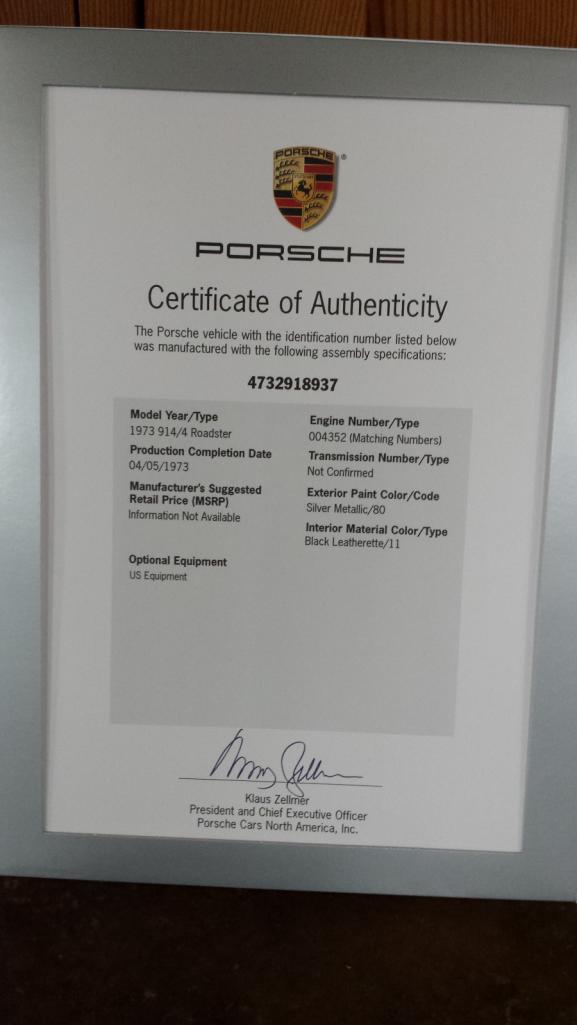 PORSCHE
®
PORSCHE
Certificate of Authenticity
The Porsche vehicle with the identification number listed below
was manufactured with the following assembly specifications:
4732918937
Model Year/Type
1973 914/4 Roadster
Production Completion Date
04/05/1973
Manufacturer's Suggested
Retail Price (MSRP)
Information Not Available
Optional Equipment
US Equipment
Engine Number/Type
004352 (Matching Numbers)
Transmission Number/Type
Not Confirmed
Exterior Paint Color/Code
Silver Metallic/80
Interior Material Color/Type
Black Leatherette/11
Klaus Zellmer
President and Chief Executive Officer
Porsche Cars North America, Inc.